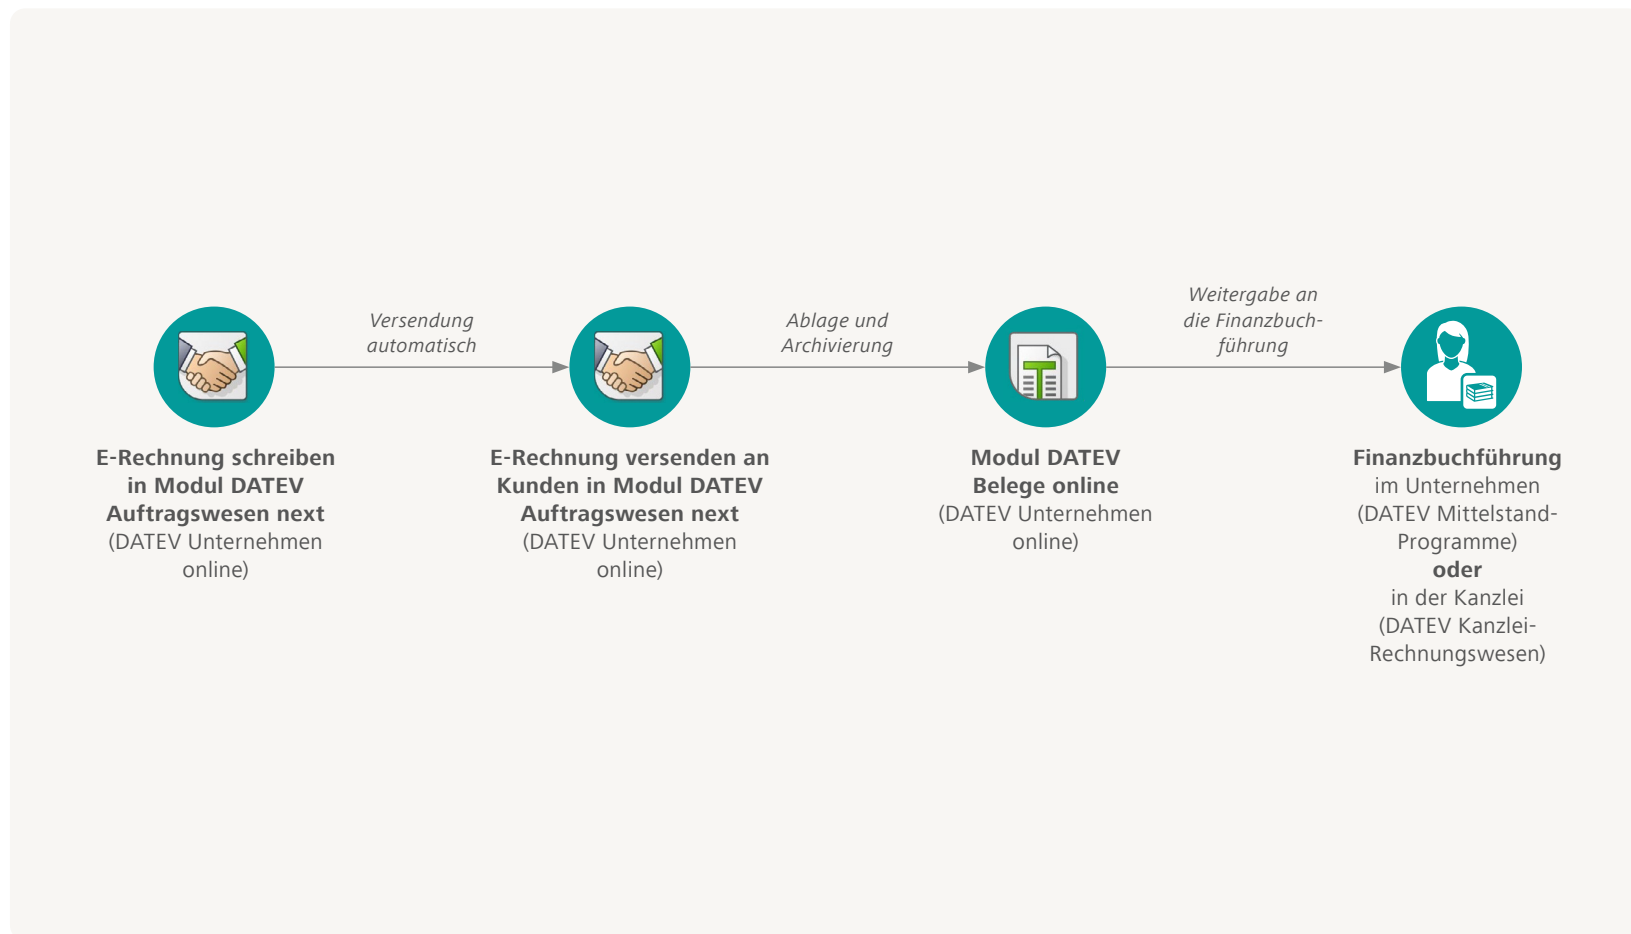 Versendung
automatisch
Ablage und
Archivierung
Weitergabe an
die Finanzbuch-
führung
E-Rechnung schreiben
in Modul DATEV
Auftragswesen next
(DATEV Unternehmen
online)
E-Rechnung versenden an
Kunden in Modul DATEV
Auftragswesen next
(DATEV Unternehmen
online)
Modul DATEV
Belege online
(DATEV Unternehmen
online)
Finanzbuchführung
im Unternehmen
(DATEV Mittelstand-
Programme)
oder
in der Kanzlei
(DATEV Kanzlei-
Rechnungswesen)